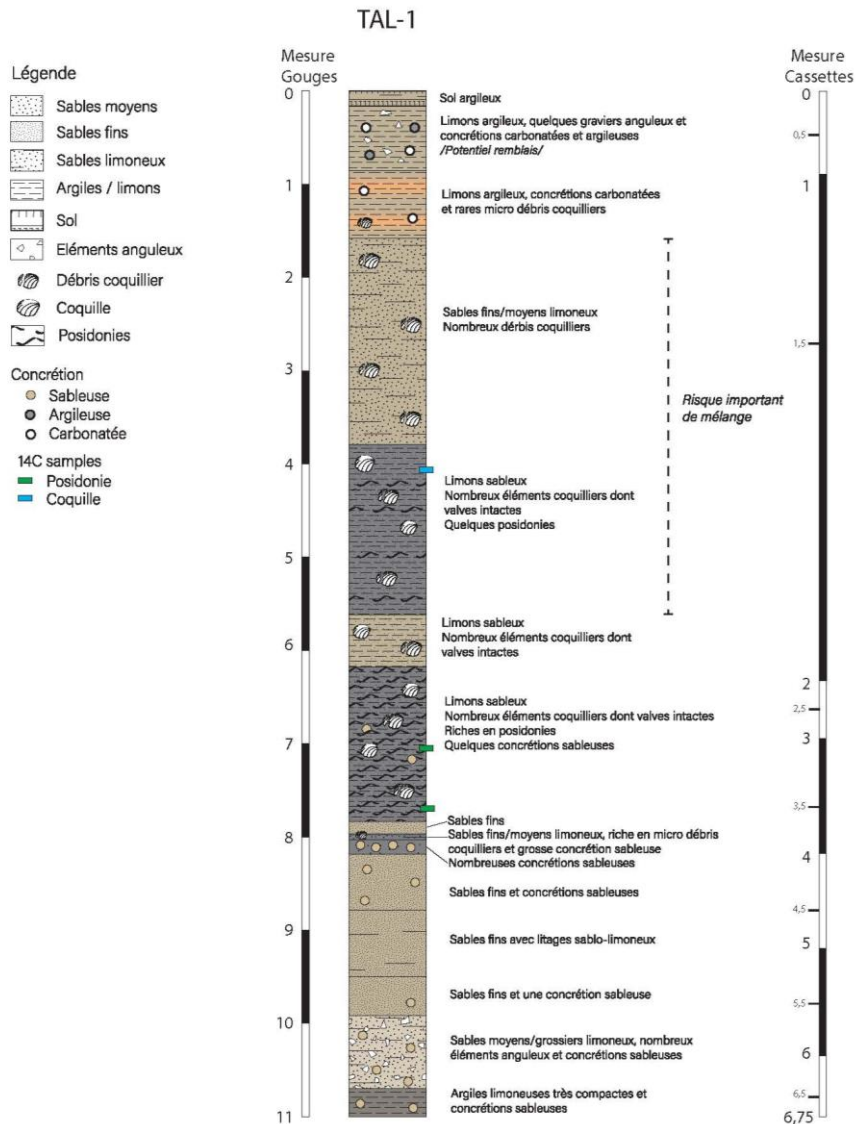 TAL-1
Légende
Sables moyens
Sables fins
Sables limoneux
Argiles / limons
Sol
Eléments anguleux
Débris coquillier
Coquille
Posidonies
Concrétion
Sableuse
Argileuse
Carbonatée
14C samples
Posidonie
Coquille
Mesure
Gouges
0
1
2
3
4
5
6
7
8
9
10
11
Sol argileux
Limons argileux, quelques graviers anguleux et
concrétions carbonatées et argileuses
/Potentiel remblais/
Limons argileux, concrétions carbonatées
et rares micro débris coquilliers
Sables fins/moyens limoneux
Nombreux dérbis coquilliers
Risque important
de mélange
Limons sableux
Nombreux éléments coquilliers dont
valves intactes
Quelques posidonies
Limons sableux
Nombreux éléments coquilliers dont
valves intactes
Limons sableux
Nombreux éléments coquilliers dont valves intactes
Riches en posidonies
Quelques concrétions sableuses
Sables fins
Sables fins/moyens limoneux, riche en micro débris
coquilliers et grosse concrétion sableuse
Nombreuses concrétions sableuses
Sables fins et concrétions sableuses
Sables fins avec litages sablo-limoneux
Sables fins et une concrétion sableuse
Sables moyens/grossiers limoneux, nombreux
éléments anguleux et concrétions sableuses
Argiles limoneuses très compactes et
concrétions sableuses
Mesure
Cassettes
0
0,5
1
1,5
2
2,5
3
3,5
4
4,5
5
5,5
6
6,5
6,75